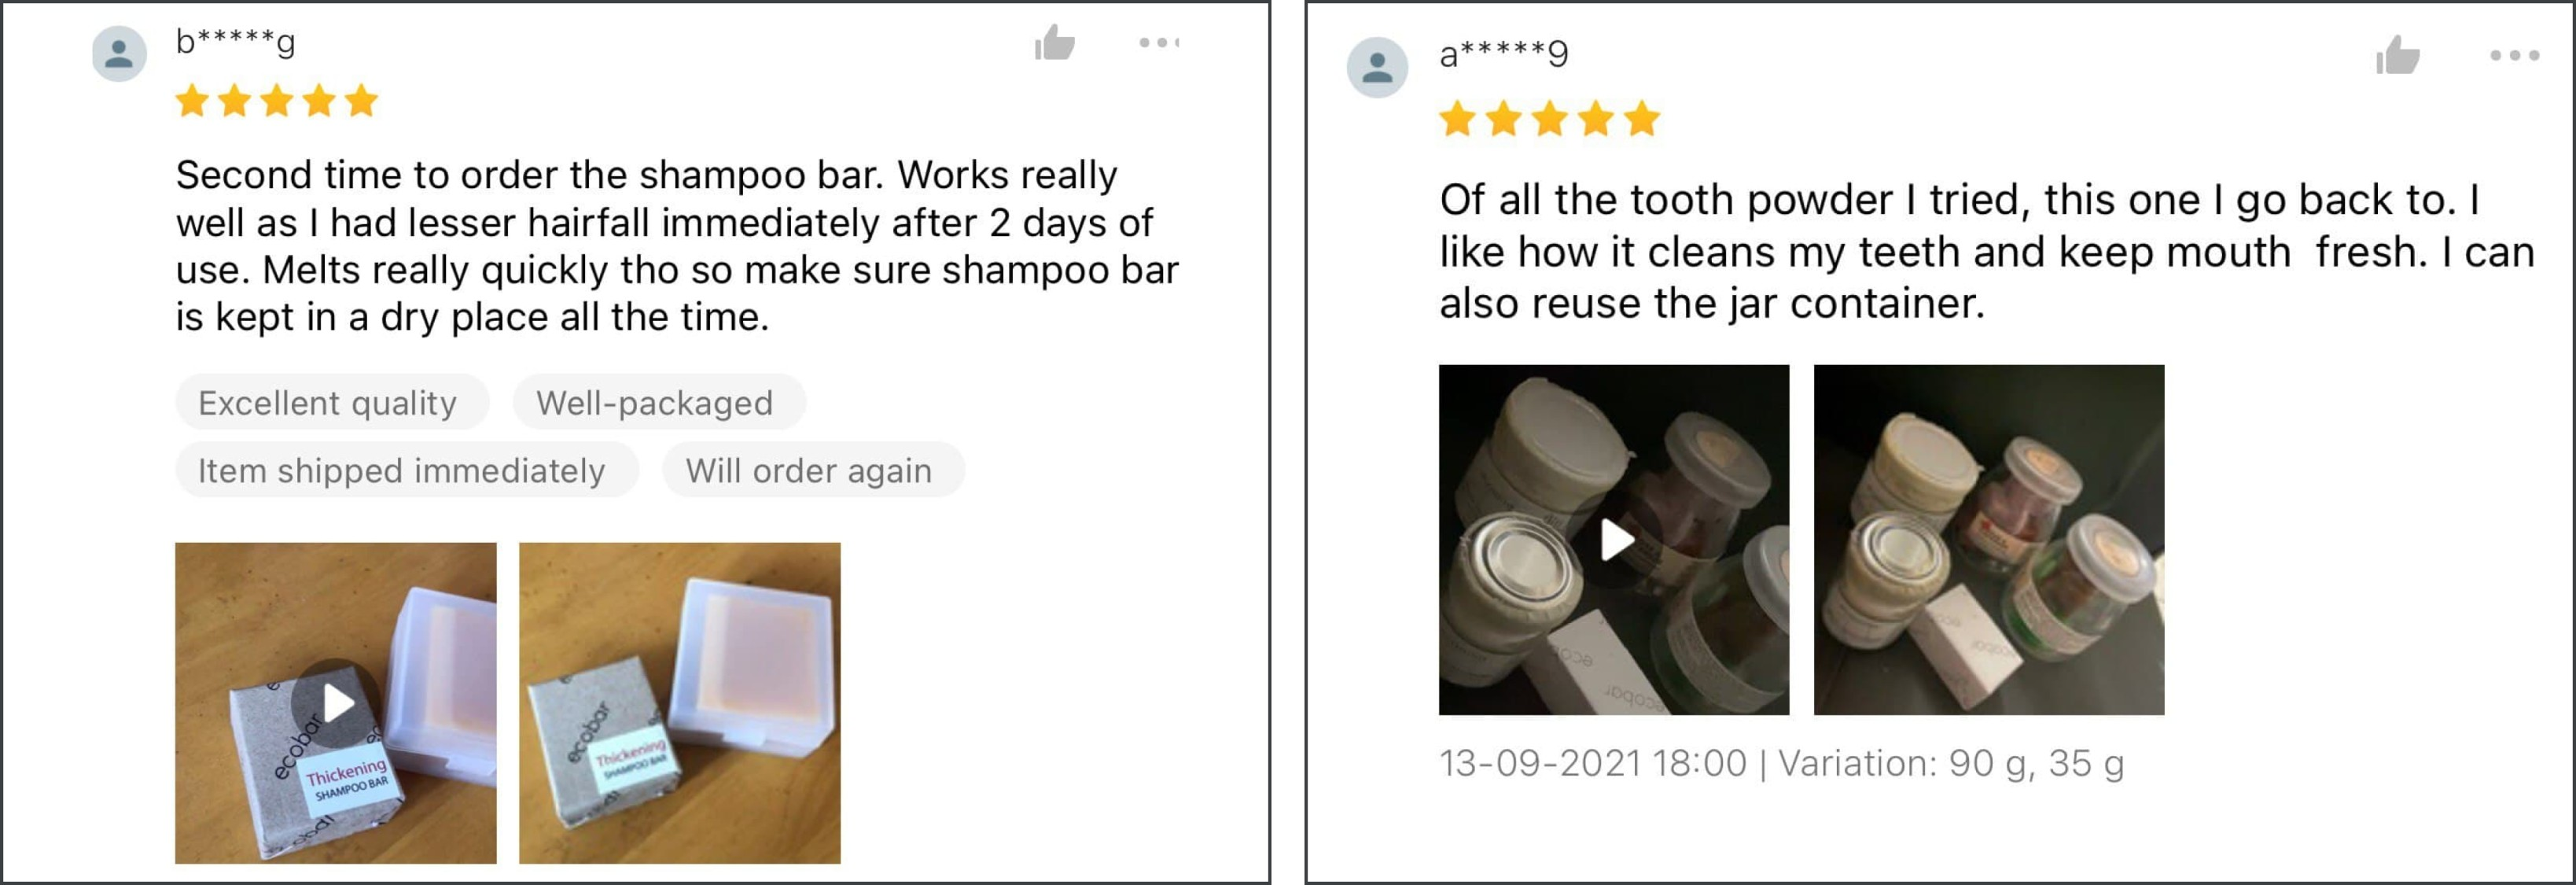 b*****g
Second time to order the shampoo bar. Works really
well as I had lesser hairfall immediately after 2 days of
use. Melts really quickly tho so make sure shampoo bar
is kept in a dry place all the time.
Excellent quality
Well-packaged
Item shipped immediately
Will order again
ecobar
Thickening
SHAMPOO BAR
ecobar
Thickening
SHAMPOO BAR
a*****9
Of all the tooth powder I tried, this one I go back to. I
like how it cleans my teeth and keep mouth  fresh. I can
also reuse the jar container.
ecobar
ecobar
13-09-2021 18:00 | Variation: 90 g, 35 g